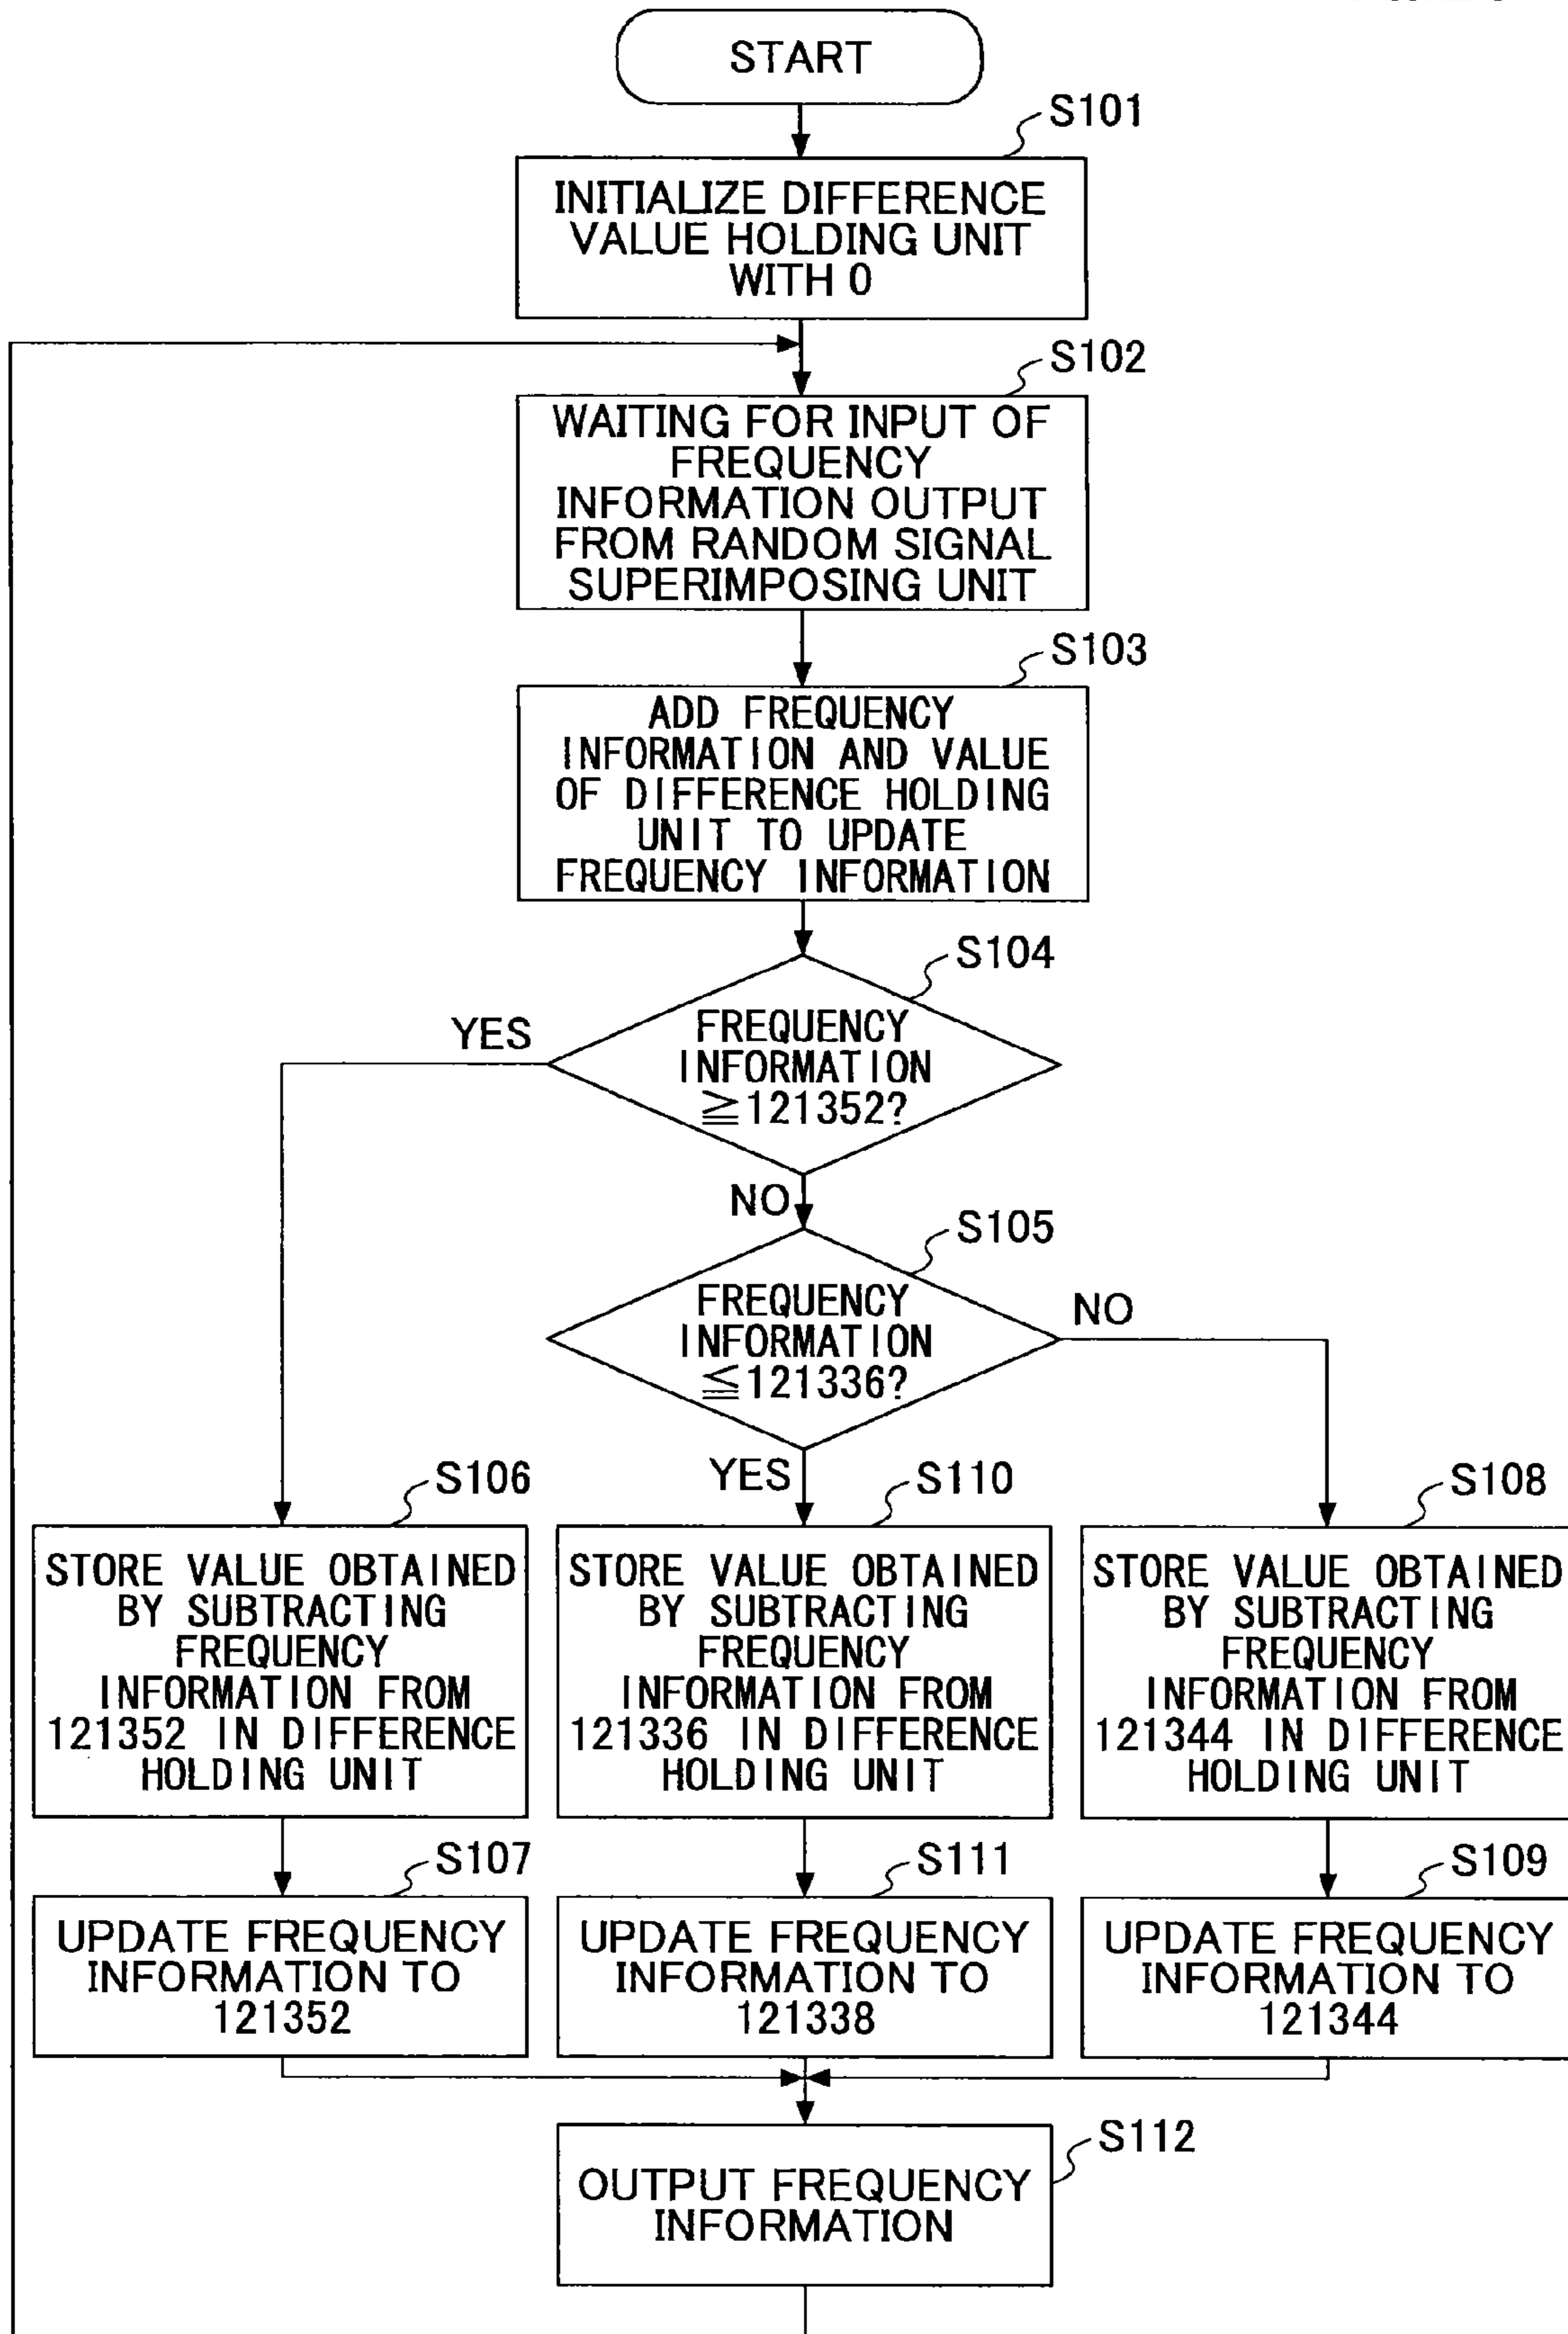 START
S101
INITIALIZE DIFFERENCE
VALUE HOLDING UNIT
WITH 0
S102
WAITING FOR INPUT OF
FREQUENCY
INFORMATION OUTPUT
FROM RANDOM SIGNAL
SUPERIMPOSING UNIT
S103
ADD FREQUENCY
INFORMATION AND VALUE
OF DIFFERENCE HOLDING
UNIT TO UPDATE
FREQUENCY INFORMATION
S104
YES
FREQUENCY
INFORMATION
≧121352?
NO
S105
FREQUENCY
INFORMATION
≦121336?
NO
YES
S106
STORE VALUE OBTAINED
BY SUBTRACTING
FREQUENCY
INFORMATION FROM
121352 IN DIFFERENCE
HOLDING UNIT
S110
STORE VALUE OBTAINED
BY SUBTRACTING
FREQUENCY
INFORMATION FROM
121336 IN DIFFERENCE
HOLDING UNIT
S108
STORE VALUE OBTAINED
BY SUBTRACTING
FREQUENCY
INFORMATION FROM
121344 IN DIFFERENCE
HOLDING UNIT
S107
UPDATE FREQUENCY
INFORMATION TO
121352
S111
UPDATE FREQUENCY
INFORMATION TO
121338
S109
UPDATE FREQUENCY
INFORMATION TO
121344
S112
OUTPUT FREQUENCY
INFORMATION